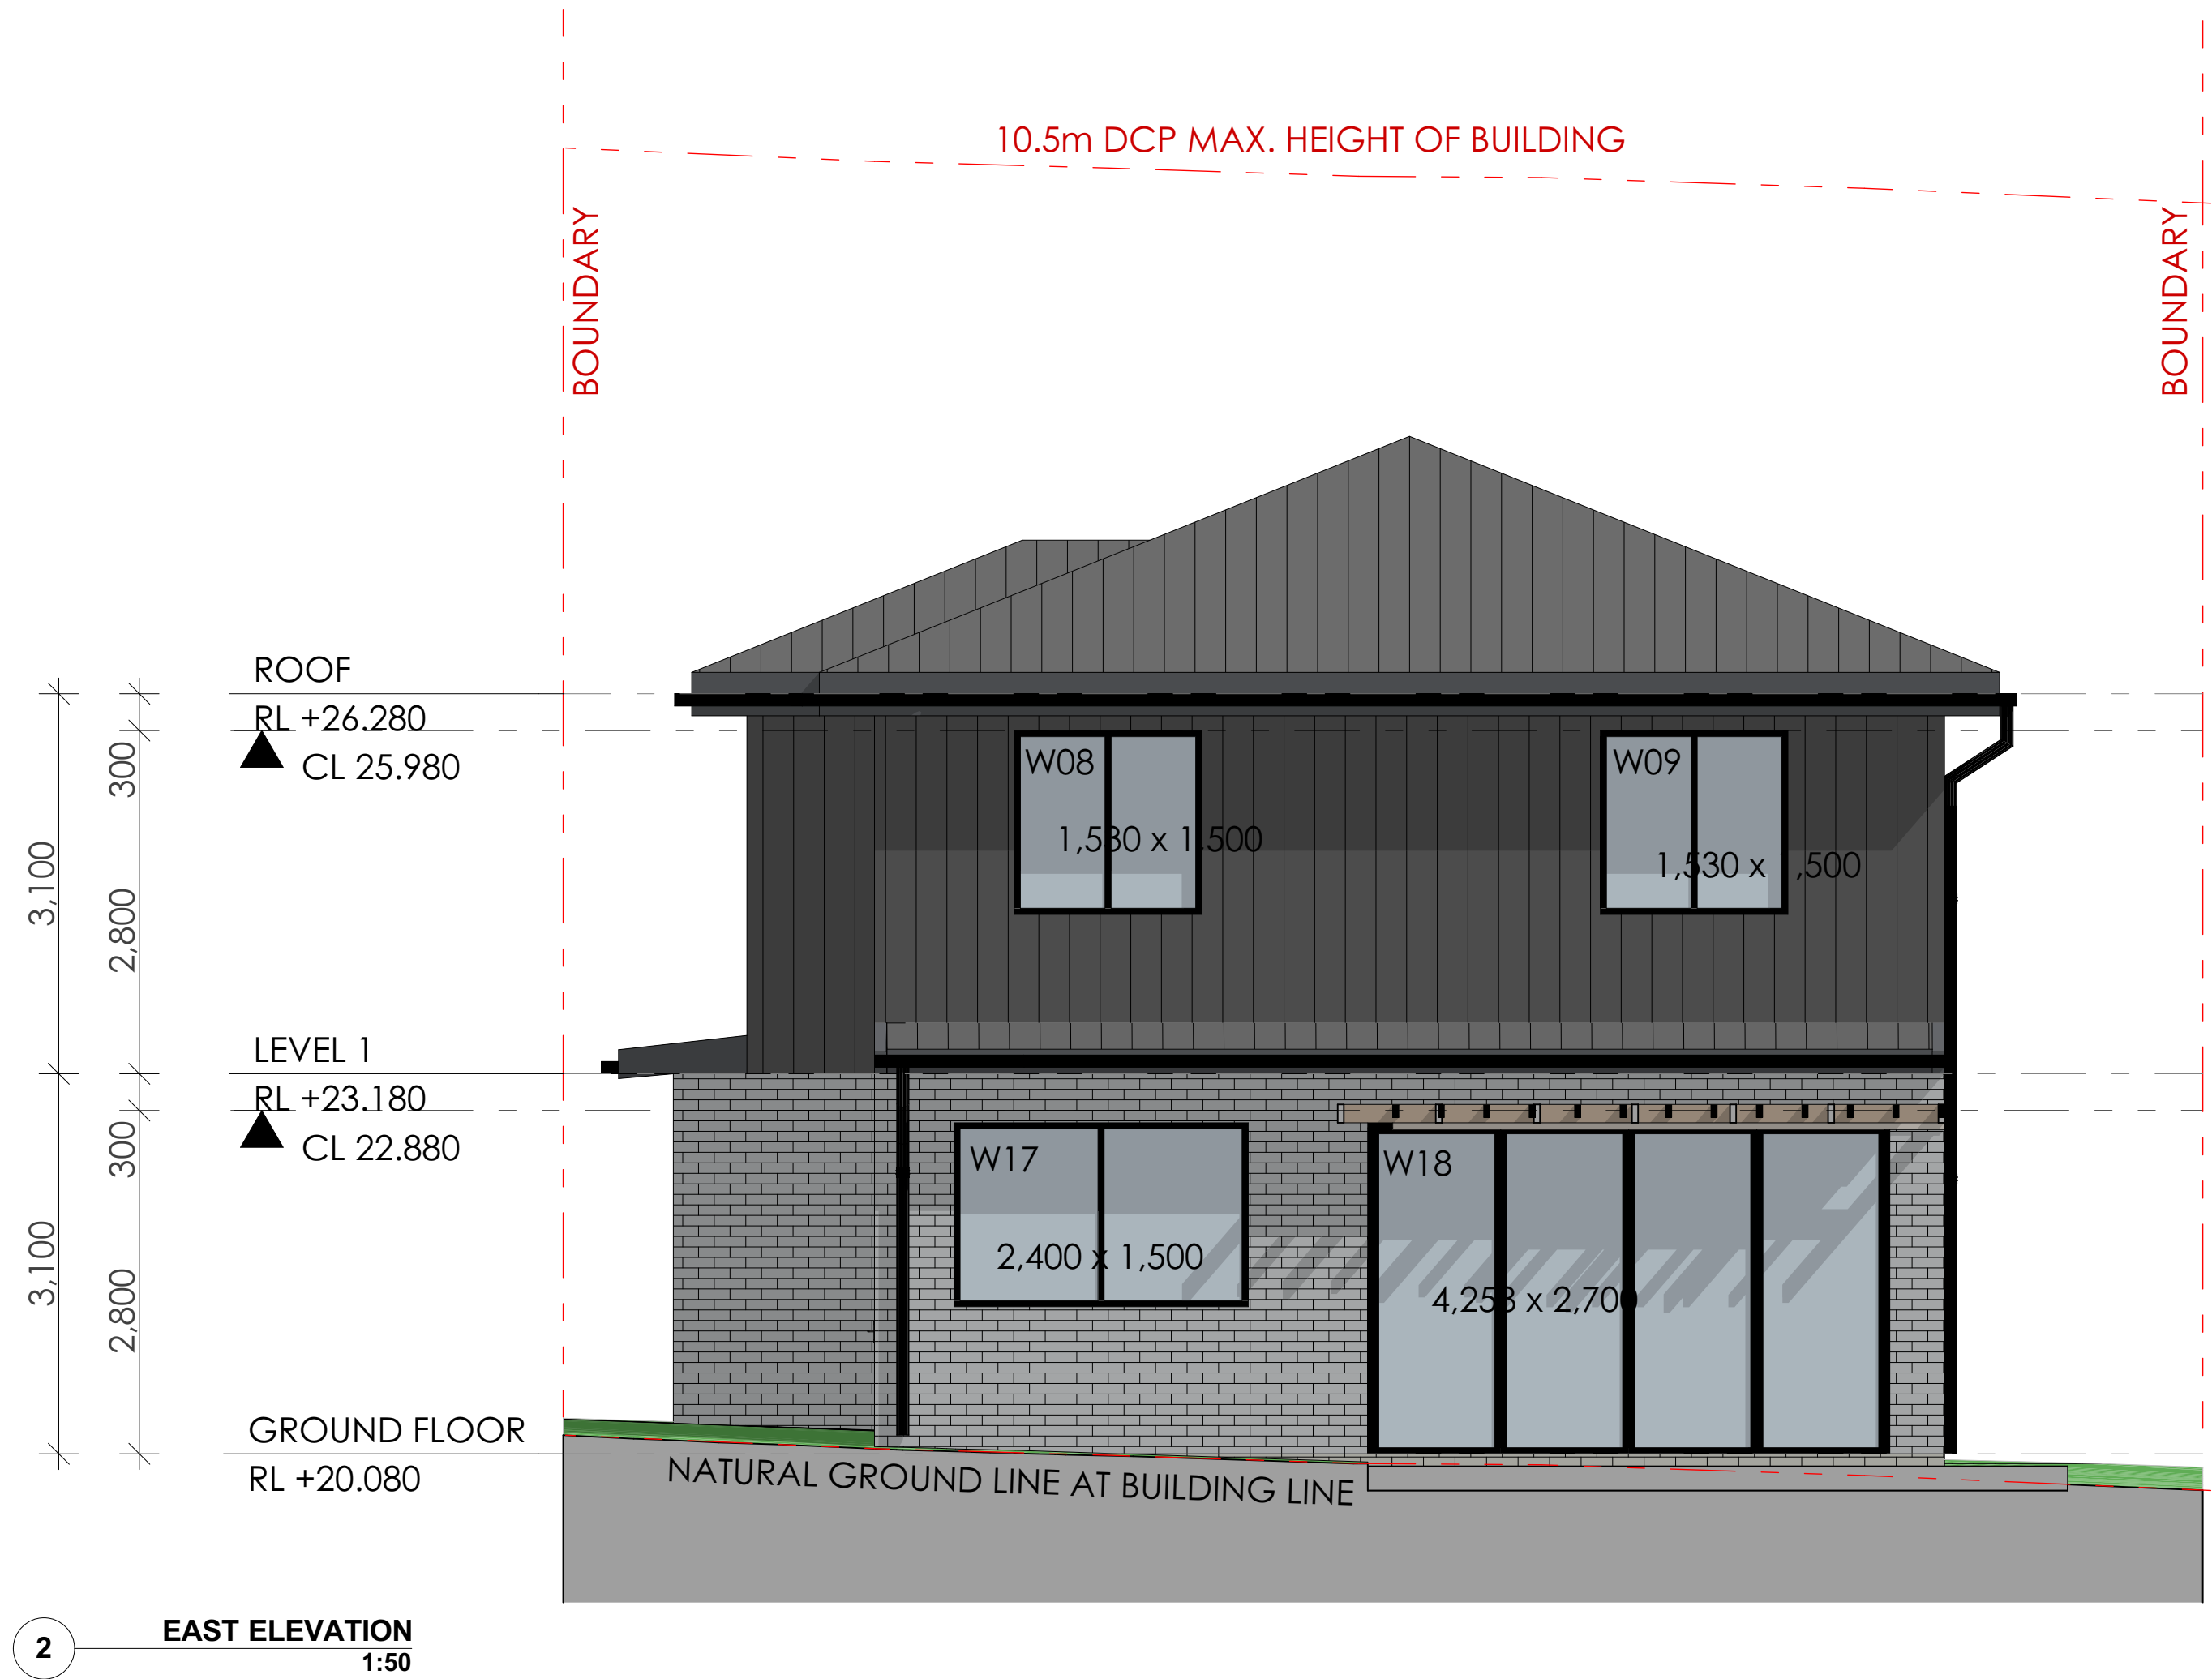 10.5m DCP MAX. HEIGHT OF BUILDING
BOUNDARY
BOUNDARY
ROOF
RL +26.280
CL 25.980
300
3,100
2,800
W08
1,530 x 1,500
W09
1,530 x 1,500
LEVEL 1
RL +23.180
CL 22.880
300
3,100
2,800
W17
2,400 x 1,500
W18
4,258 x 2,700
GROUND FLOOR
RL +20.080
NATURAL GROUND LINE AT BUILDING LINE
2
EAST ELEVATION
1:50